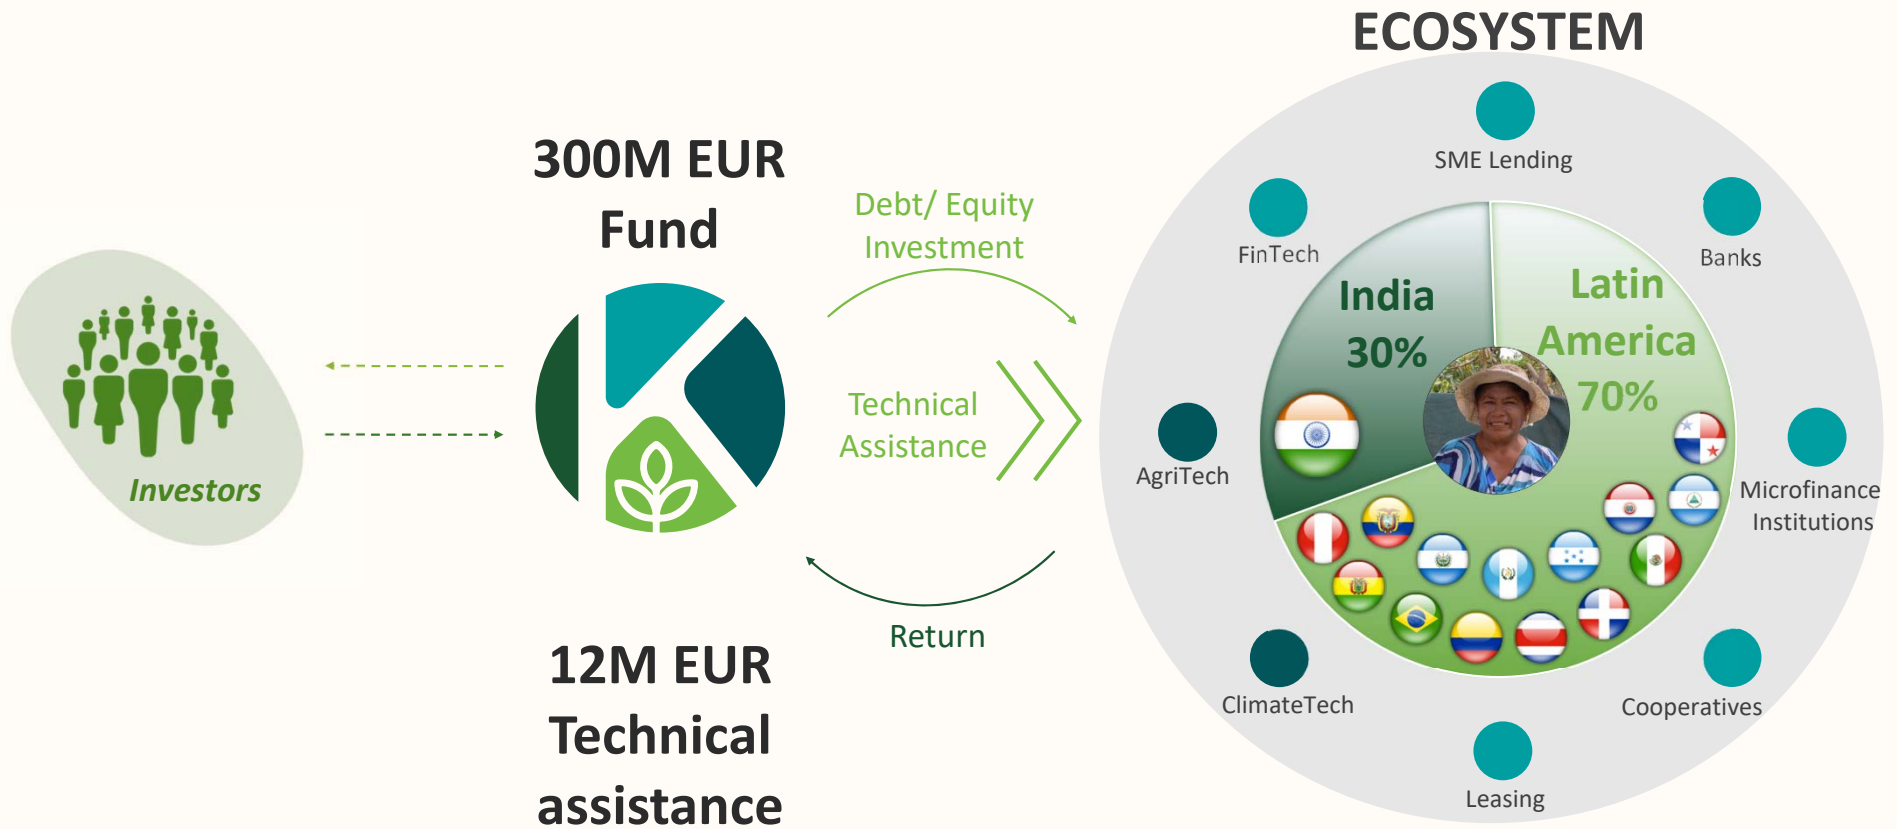 ECOSYSTEM
300M EUR
Fund
Investors
Debt/ Equity
Investment
Technical
Assistance
Return
12M EUR
Technical
assistance
SME Lending
FinTech
Banks
India
30%
Latin
America
70%
AgriTech
Microfinance
Institutions
ClimateTech
Cooperatives
Leasing